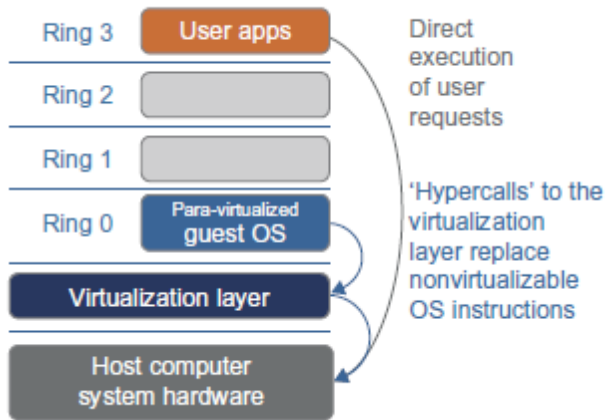 Ring 3
User apps
Direct
execution
of user
requests
Ring 2
Ring 1
Ring 0
Para-virtualized
guest OS
'Hypercalls' to the
virtualization
layer replace
nonvirtualizable
OS instructions
Virtualization layer
Host computer
system hardware